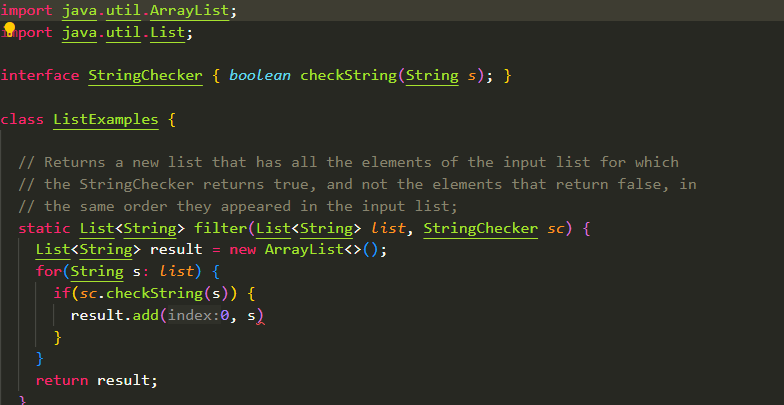 import java.util.ArrayList;
import java.util.List;
interface StringChecker { boolean checkString(String s); }
class ListExamples {
// Returns a new list that has all the elements of the input list for which
// the StringChecker returns true, and not the elements that return false, in
// the same order they appeared in the input list;
static List<String> filter(List<String> list, StringChecker sc) {
List<String> result = new ArrayList<>();
for(String s: list) {
if(sc.checkString(s)) {
result.add(index:0, s)
}
}
return result;
}